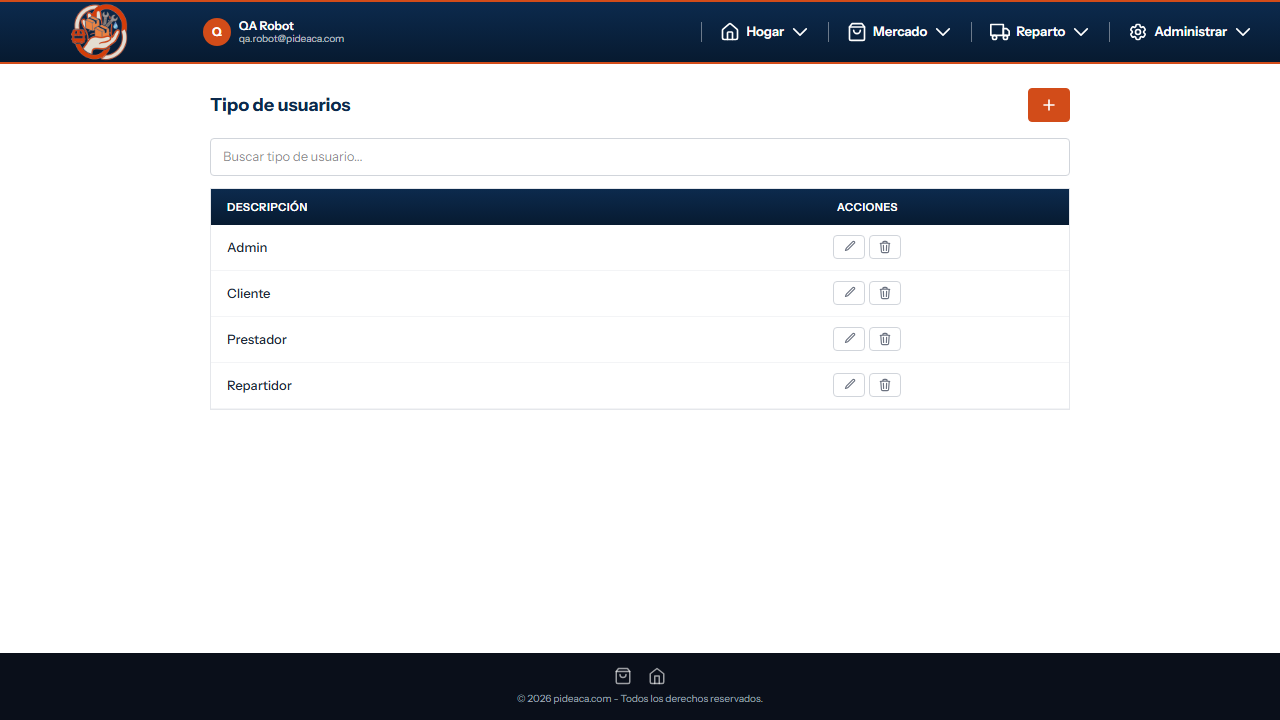 Q
QA Robot
qa.robot@pideaca.com
Hogar
Mercado
Reparto
Administrar
Tipo de usuarios
+
Buscar tipo de usuario...
DESCRIPCIÓN ACCIONES
Admin
Cliente
Prestador
Repartidor
© 2026 pideaca.com - Todos los derechos reservados.